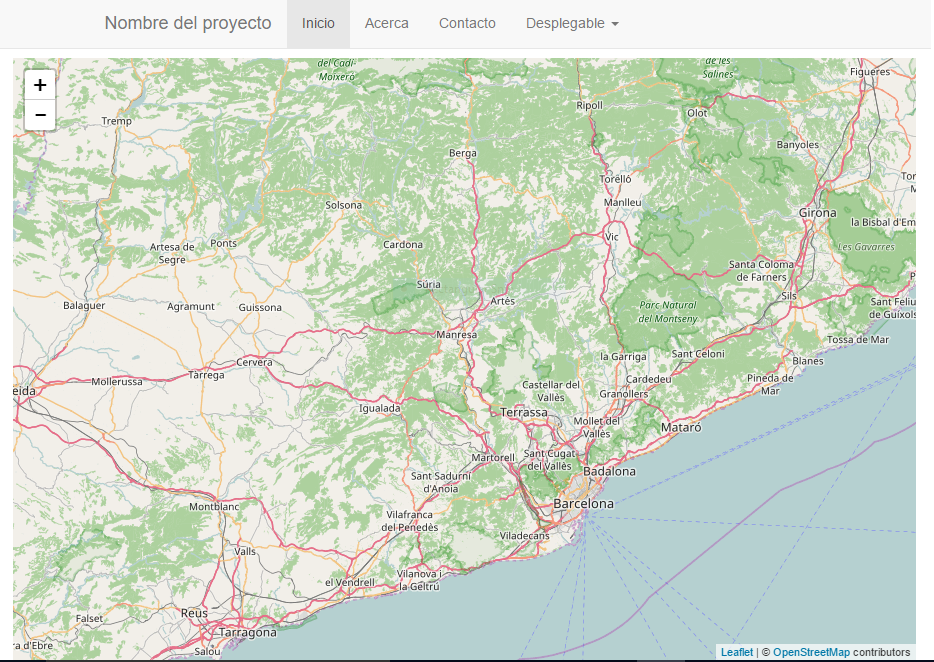 Nombre del proyecto Inicio Acerca Contacto Desplegable
+
−
del Cadí-
Moixeró
de les
Salines
Figueres
Tremp
Ripoll
Olot
Banyoles
Berga
Torelló
Manlleu
Solsona
Girona
la Bisbal d'Em
Vic
Cardona
Artesa de
Segre
Ponts
Les Gavarres
Santa Coloma
de Farners
Súria
Artés
Sils
Balaguer
Agramunt
Guissona
Parc Natural
del Montseny
Sant Feliu
de Guíxols
Manresa
Tossa de Mar
la Garriga
Sant Celoni
Blanes
Cervera
Tàrrega
Mollerussa
eida
Cardedeu
Pineda de
Mar
Castellar del
Vallès
Granollers
Igualada
Terrassa
Mollet del
Vallès
Mataró
Martorell
Sant Cugat
del Vallès
Badalona
Sant Sadurní
d'Anoia
Barcelona
Montblanc
Vilafranca
del Penedès
Viladecans
Valls
el Vendrell
Vilanova i
la Geltrú
Reus
Falset
Tarragona
ra d'Ebre
Salou
Leaflet | © OpenStreetMap contributors